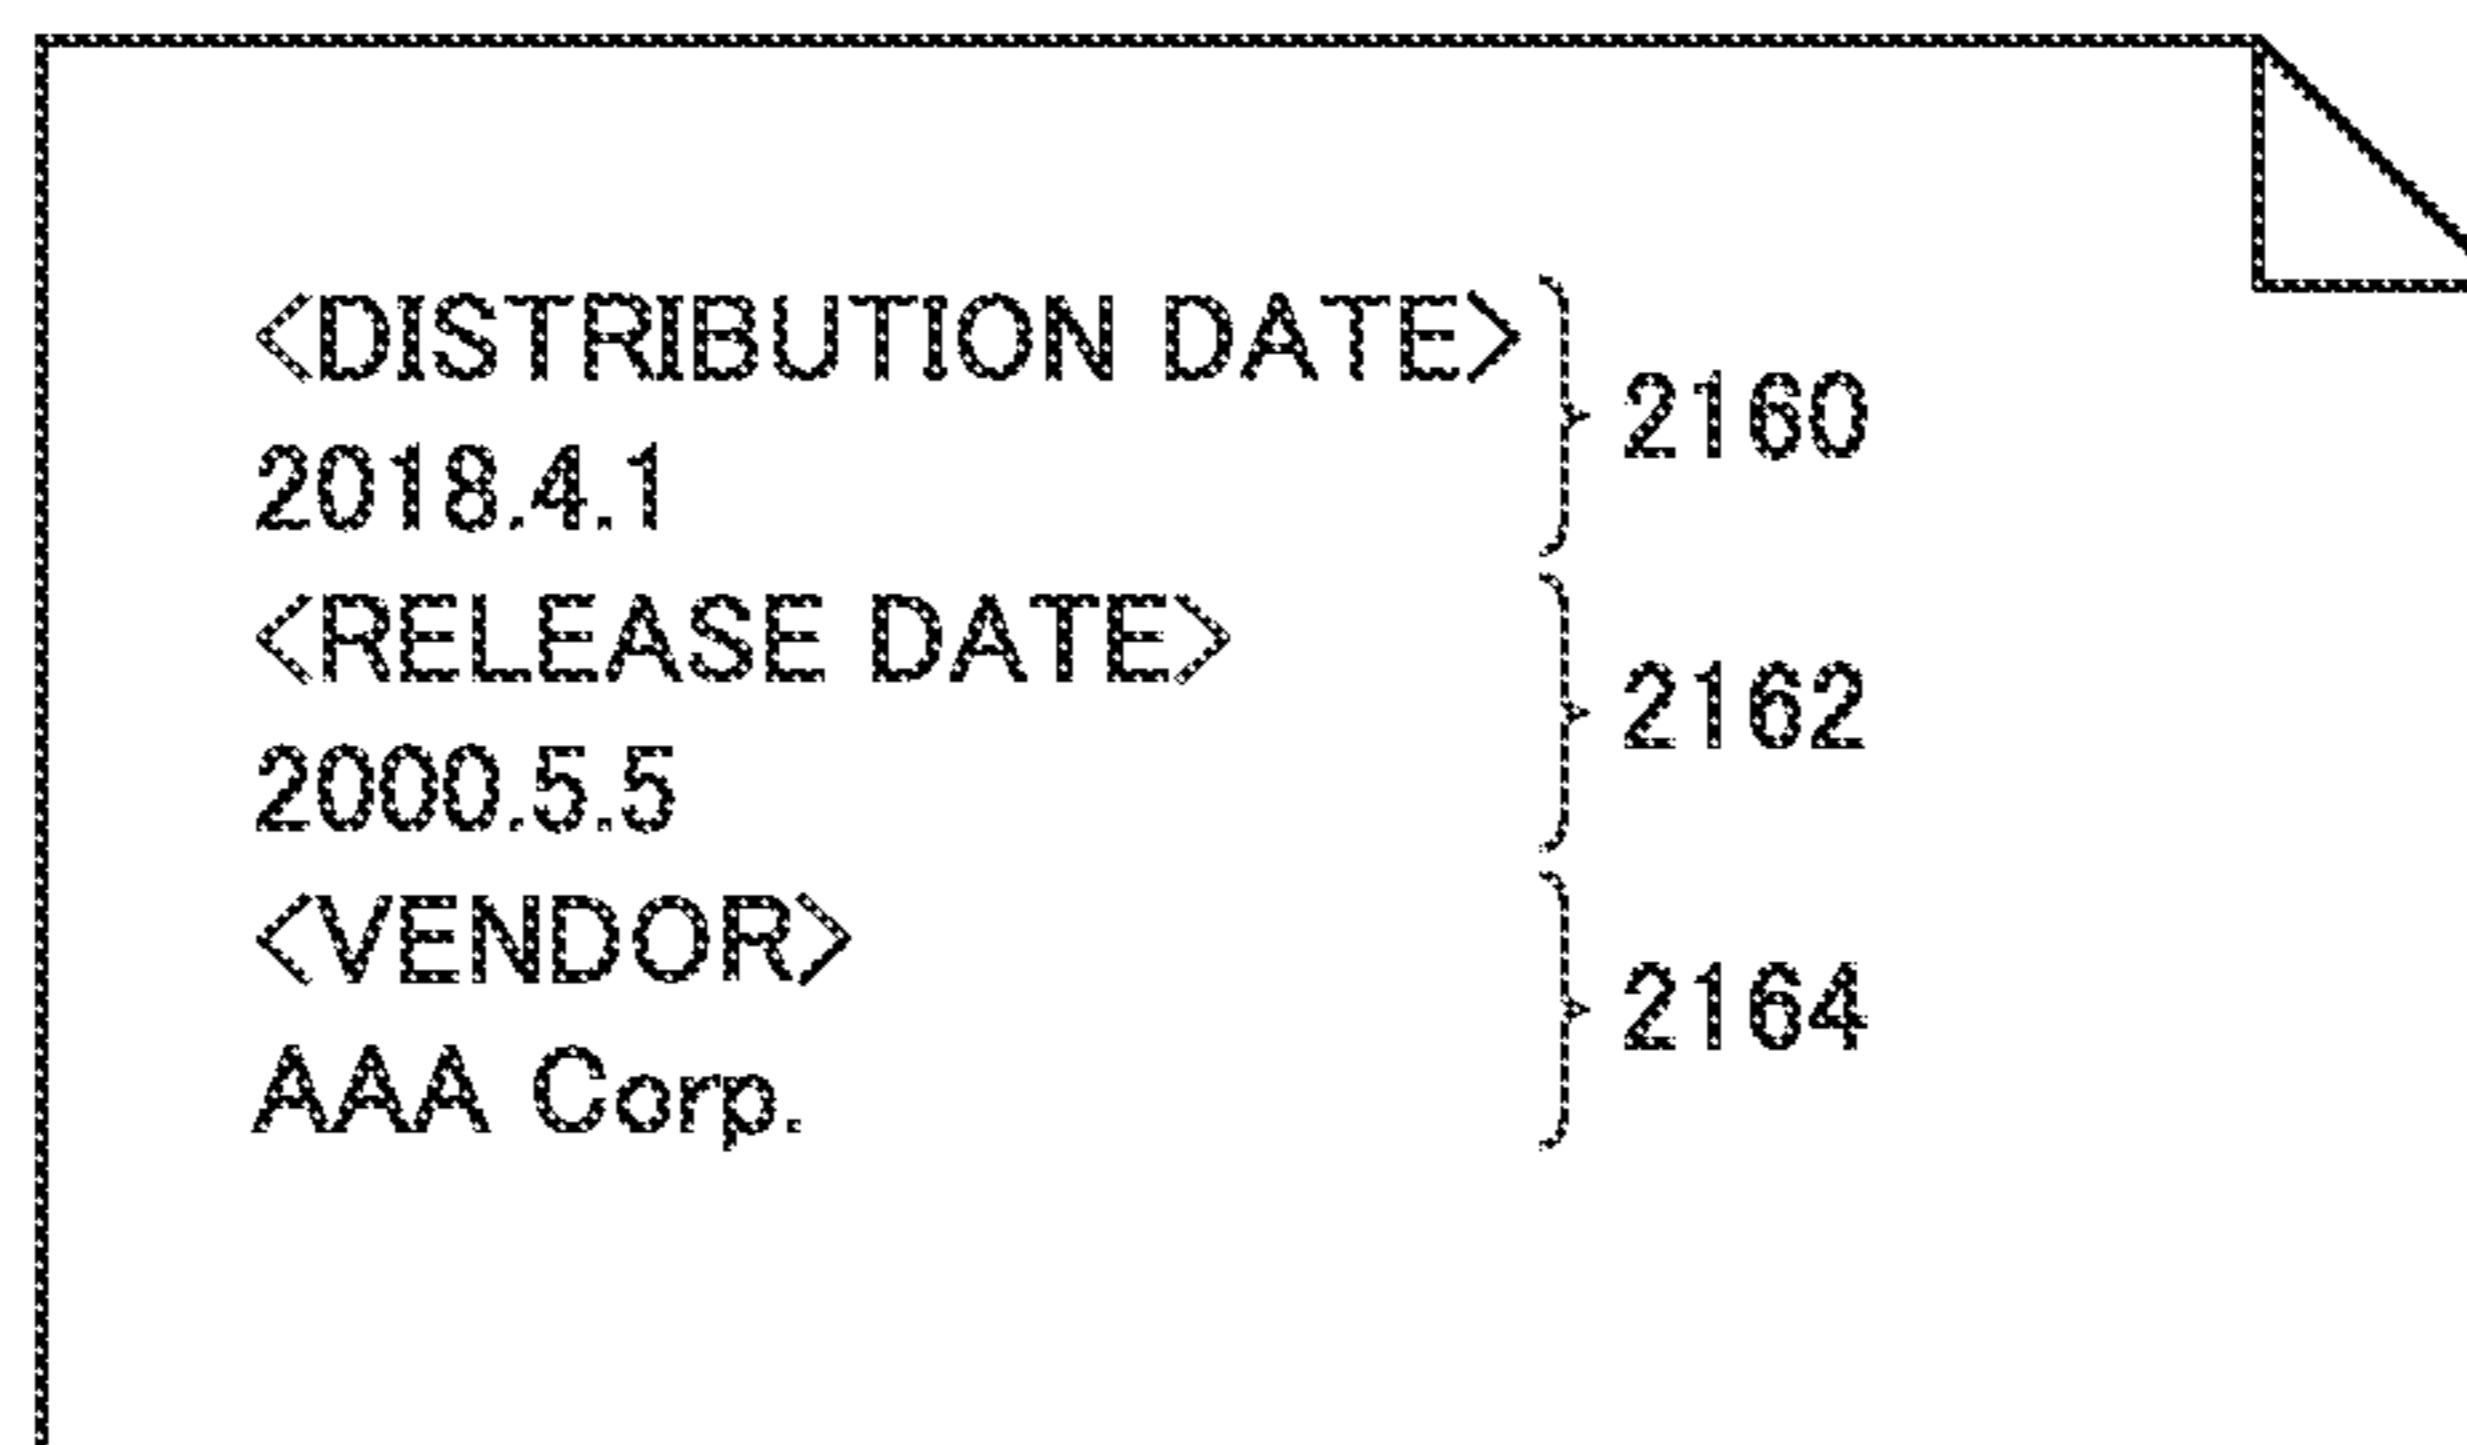 <DISTRIBUTION DATE>
2018.4.1
2160
<RELEASE DATE>
2000.5.5
2162
<VENDOR>
AAA Corp.
2164